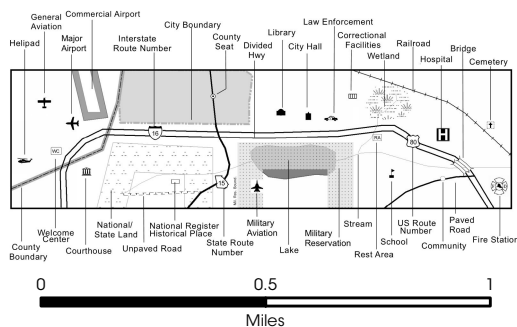 General
Aviation
Commercial Airport
Helipad
Major
Airport
Interstate
Route Number
City Boundary
County
Seat
Divided
Hwy
Library
City Hall
Law Enforcement
Correctional
Facilities
Wetland
Railroad
Hospital
Bridge
Cemetery
16
WC
15
RA
80
County
Boundary
Welcome
Center
Courthouse
National/
State Land
Unpaved Road
National Register
Historical Place
State Route
Number
Military
Aviation
Lake
Military
Reservation
Stream
Rest Area
School
US Route
Number
Community
Paved
Road
Fire Station
0
0.5
1
Miles